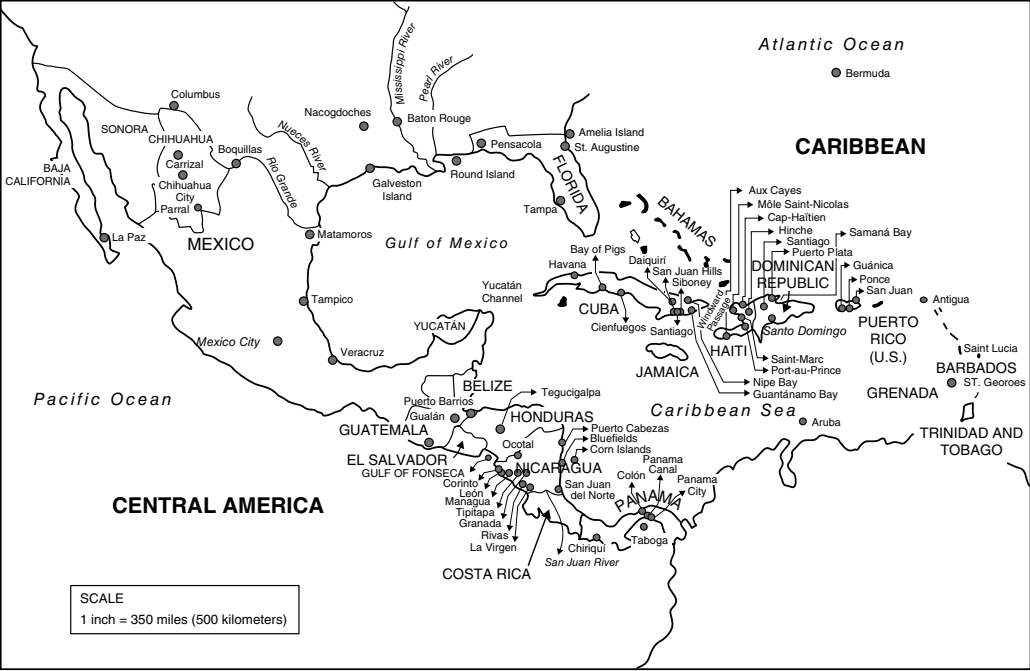 Atlantic Ocean
Bermuda
Mississippi River
Pearl River
Columbus
Nacogdoches
Baton Rouge
SONORA
CHIHUAHUA
Nueces River
Amelia Island
Pensacola
St. Augustine
CARIBBEAN
Carrizal
Boquillas
BAJA
CALIFORNIA
Chihuahua
City
Rio Grande
Galveston
Island
Round Island
FLORIDA
Parral
Tampa
Aux Cayes
Môle Saint-Nicolas
Cap-Haïtien
Hinche
Santiago
Puerto Plata
Samaná Bay
BAHAMAS
La Paz
MEXICO
Matamoros
Gulf of Mexico
Bay of Pigs
Havana
Daiquirí
San Juan Hills
Siboney
DOMINICAN
REPUBLIC
Guánica
Ponce
San Juan
Yucatán
Channel
Tampico
CUBA
Cienfuegos
Santiago
Windward
Passage
Santo Domingo
PUERTO
RICO
(U.S.)
Antigua
YUCATÁN
Mexico City
Veracruz
HAITI
JAMAICA
Saint-Marc
Port-au-Prince
Nipe Bay
Guantánamo Bay
Saint Lucia
BARBADOS
ST. Georoes
GRENADA
Pacific Ocean
BELIZE
Puerto Barrios
Tegucigalpa
Gualán
HONDURAS
GUATEMALA
Caribbean Sea
Aruba
TRINIDAD AND
TOBAGO
Puerto Cabezas
Bluefields
Corn Islands
Ocotal
EL SALVADOR
GULF OF FONSECA
NICARAGUA
Corinto
León
Managua
Tipitapa
Granada
Rivas
La Virgen
San Juan
del Norte
Colón
Panama
Canal
Panama
City
PANAMA
Taboga
Chiriquí
San Juan River
COSTA RICA
CENTRAL AMERICA
SCALE
1 inch = 350 miles (500 kilometers)